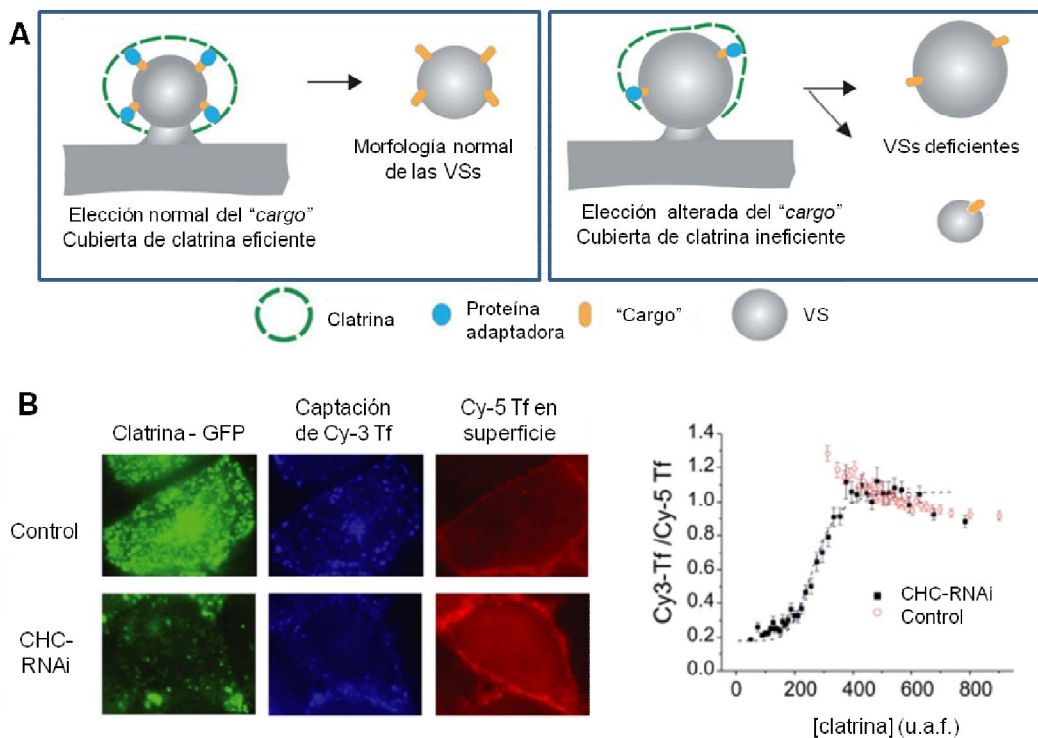 A
Morfología normal
de las VSs
Elección normal del “cargo”
Cubierta de clatrina eficiente
VSs deficientes
Elección alterada del “cargo”
Cubierta de clatrina ineficiente
Clatrina
Proteína
adaptadora
“Cargo”
VS
B
Clatrina - GFP
Captación
de Cy-3 Tf
Cy-5 Tf en
superficie
Control
CHC-
RNAi
Cy3-Tf /Cy-5 Tf
1.4
1.2
1.0
0.8
0.6
0.4
0.2
0.0
CHC-RNAi
Control
0 200 400 600 800
[clatrina] (u.a.f.)